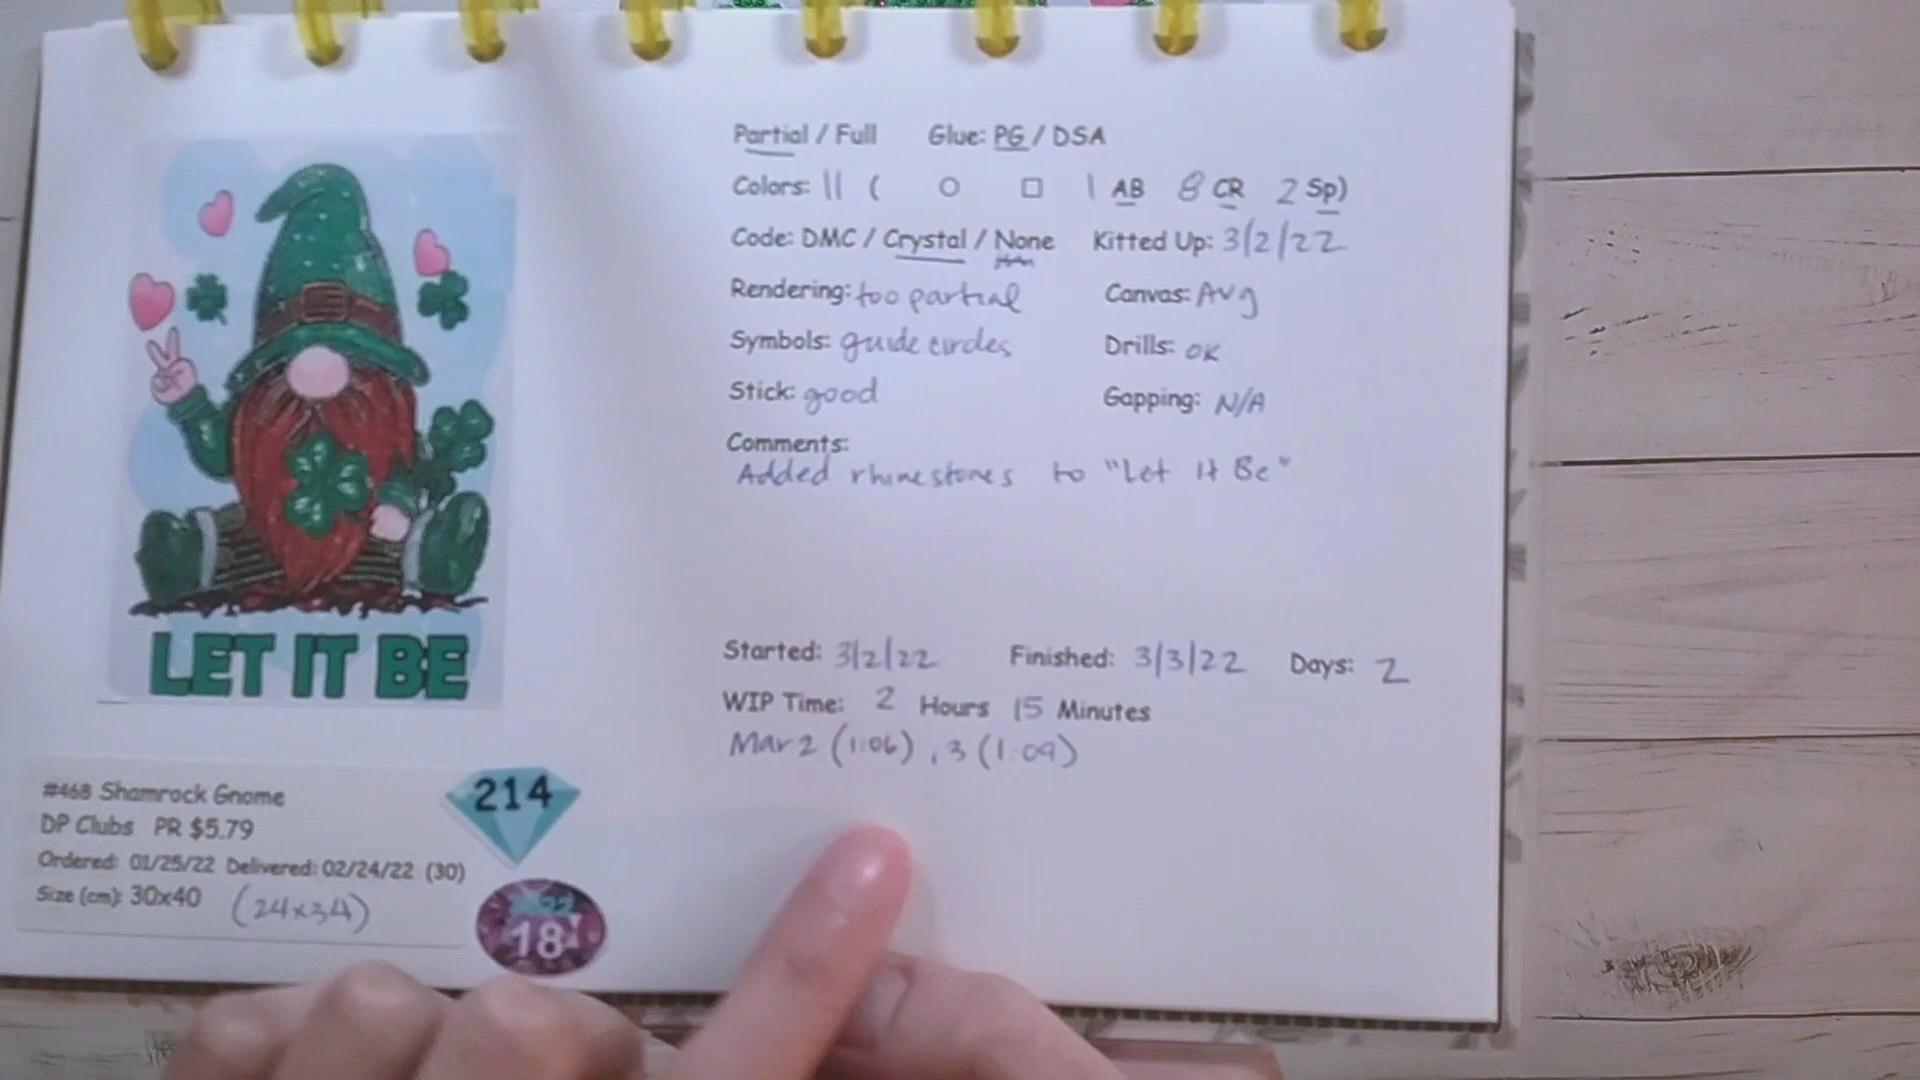 Partial / Full Glue: PG / DSA
Colors: 11 ( ○ □ 1 AB 8 CR 2 Sp)
Code: DMC / Crystal / None Kitted Up: 3/2/22
Rendering: too partial Canvas: Avg
Symbols: guide circles Drills: OK
Stick: good Gapping: N/A
Comments:
Added rhinestones to "Let It Be"
Started: 3/2/22 Finished: 3/3/22 Days: 2
WIP Time: 2 Hours 15 Minutes
Mar 2 (1:06), 3 (1:09)
LET IT BE
#468 Shamrock Gnome
DP Clubs PR $5.79
Ordered: 01/25/22 Delivered: 02/24/22 (30)
Size (cm): 30x40 (24x34)
214
18